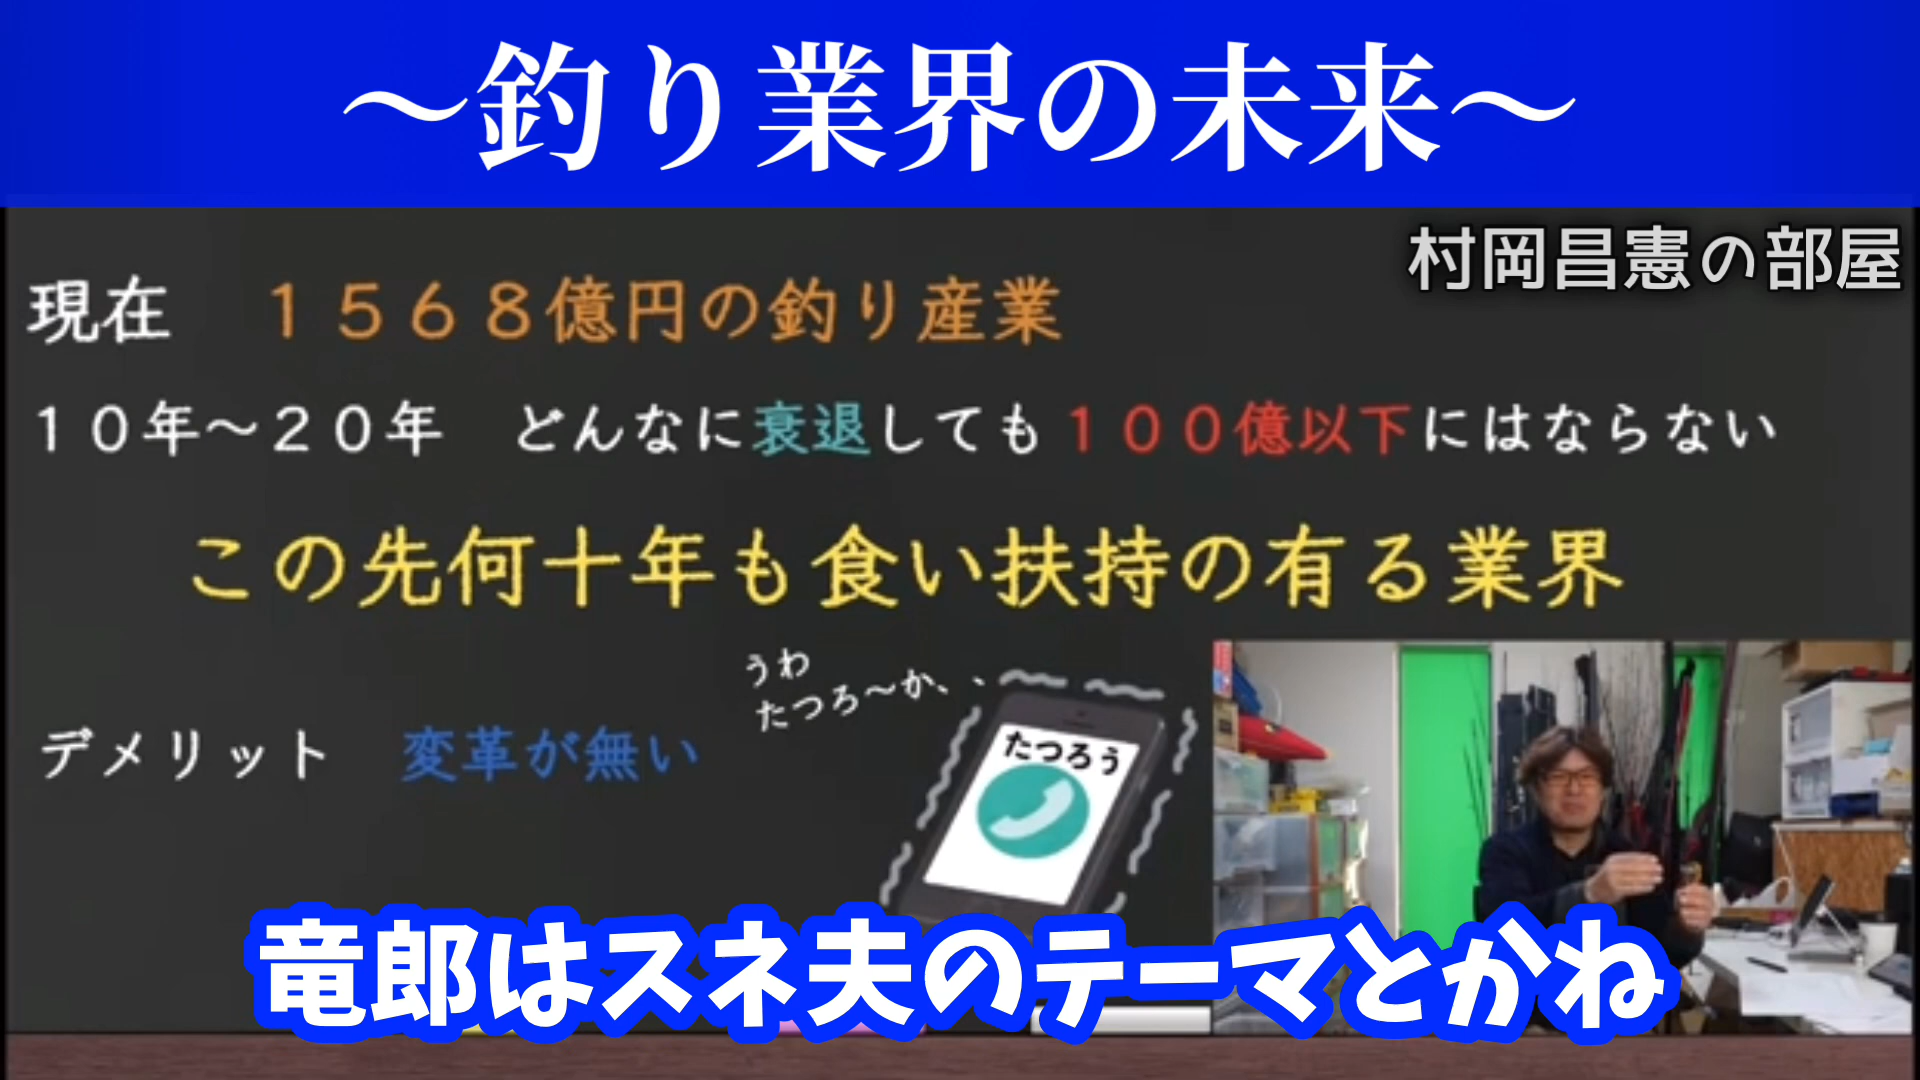 ～釣り業界の未来～
村岡昌憲の部屋
現在　１５６８億円の釣り産業
１０年～２０年　どんなに衰退しても１００億以下にはならない
この先何十年も食い扶持の有る業界
うわ
たつろ～か、、
たつろう
デメリット　変革が無い
竜郎はスネ夫のテーマとかね